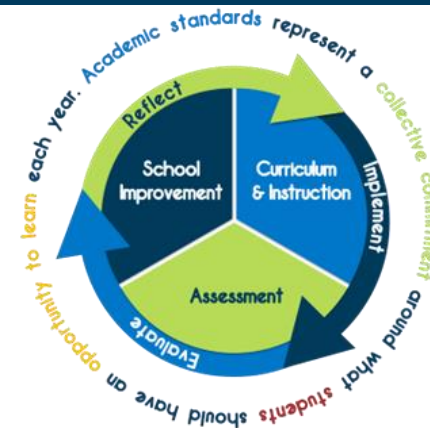 Academic standards represent a collective commitment around what students should have an opportunity to learn each year.
Reflect
Implement
Evaluate
School
Improvement
Curriculum
& Instruction
Assessment